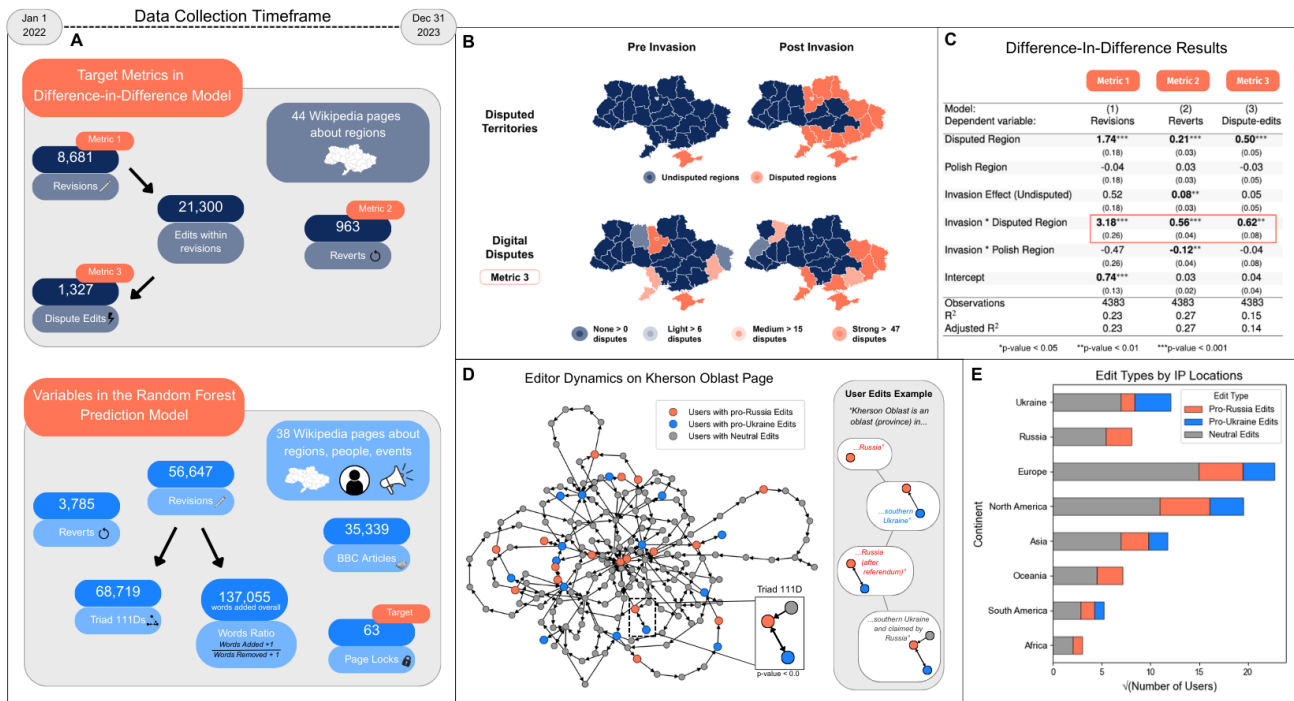 Jan 1
2022
Data Collection Timeframe
Dec 31
2023
A
Target Metrics in
Difference-in-Difference Model
44 Wikipedia pages
about regions
Metric 1
8,681
Revisions
21,300
Edits within
revisions
Metric 2
963
Reverts
Metric 3
1,327
Dispute Edits
Variables in the Random Forest
Prediction Model
38 Wikipedia pages about
regions, people, events
56,647
Revisions
3,785
Reverts
35,339
BBC Articles
68,719
Triad 111Ds
137,055
words added overall
Words Ratio
Words Added +1
Words Removed + 1
Target
63
Page Locks
B
Pre Invasion
Post Invasion
Disputed
Territories
Undisputed regions
Disputed regions
Digital
Disputes
Metric 3
None > 0
disputes
Light > 6
disputes
Medium > 15
disputes
Strong > 47
disputes
C
Difference-In-Difference Results
Metric 1 Metric 2 Metric 3
Model: (1) (2) (3)
Dependent variable: Revisions Reverts Dispute-edits
Disputed Region 1.74*** 0.21*** 0.50***
(0.18) (0.03) (0.05)
Polish Region -0.04 0.03 -0.03
(0.18) (0.03) (0.05)
Invasion Effect (Undisputed) 0.52 0.08** 0.05
(0.18) (0.03) (0.05)
Invasion * Disputed Region 3.18*** 0.56*** 0.62**
(0.26) (0.04) (0.08)
Invasion * Polish Region -0.47 -0.12** -0.04
(0.26) (0.04) (0.08)
Intercept 0.74*** 0.03 0.04
(0.13) (0.02) (0.04)
Observations 4383 4383 4383
R² 0.23 0.27 0.15
Adjusted R² 0.23 0.27 0.14
*p-value < 0.05 **p-value < 0.01 ***p-value < 0.001
D
Editor Dynamics on Kherson Oblast Page
Users with pro-Russia Edits
Users with pro-Ukraine Edits
Users with Neutral Edits
Triad 111D
p-value < 0.0
User Edits Example
"Kherson Oblast is an
oblast (province) in...
...Russia"
...southern
Ukraine"
...Russia
(after
referendum)"
...southern Ukraine
and claimed by
Russia"
E
Edit Types by IP Locations
Edit Type
Pro-Russia Edits
Pro-Ukraine Edits
Neutral Edits
Continent
Ukraine
Russia
Europe
North America
Asia
Oceania
South America
Africa
0 5 10 15 20
√(Number of Users)